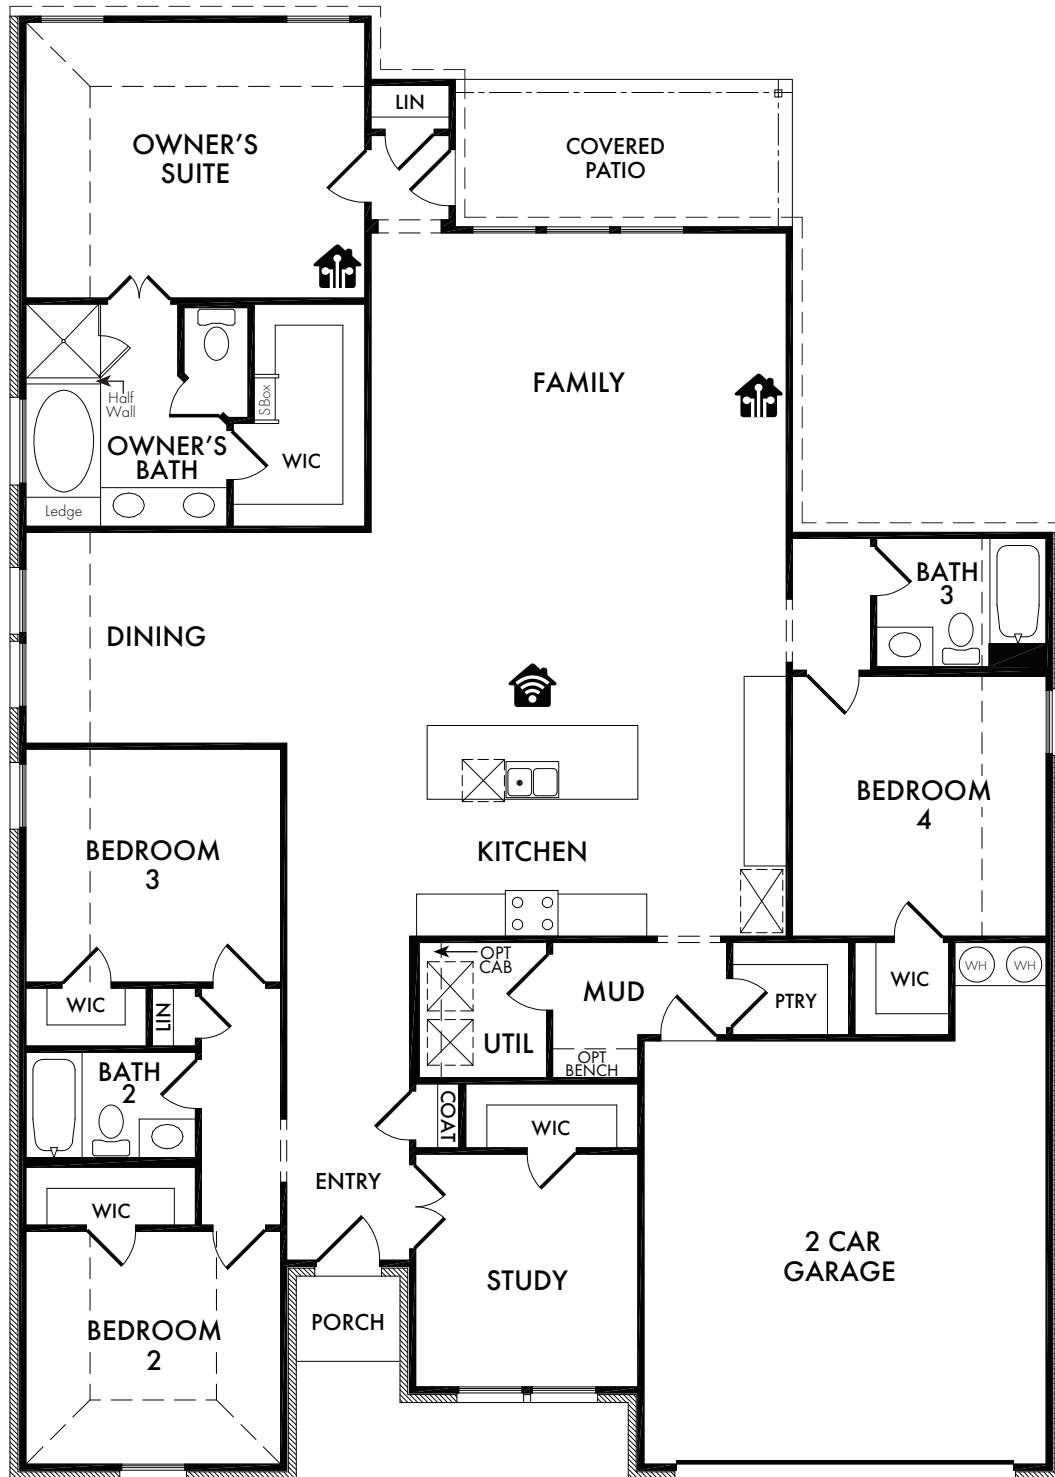 LIN
OWNER'S
SUITE
COVERED
PATIO
FAMILY
Half
Wall
SBox
OWNER'S
BATH
WIC
Ledge
BATH
3
DINING
BEDROOM
4
KITCHEN
BEDROOM
3
OPT
CAB
MUD
WIC
WH
WH
PTRY
WIC
LIN
UTIL
OPT
BENCH
BATH
2
COAT
WIC
ENTRY
WIC
2 CAR
GARAGE
STUDY
PORCH
BEDROOM
2